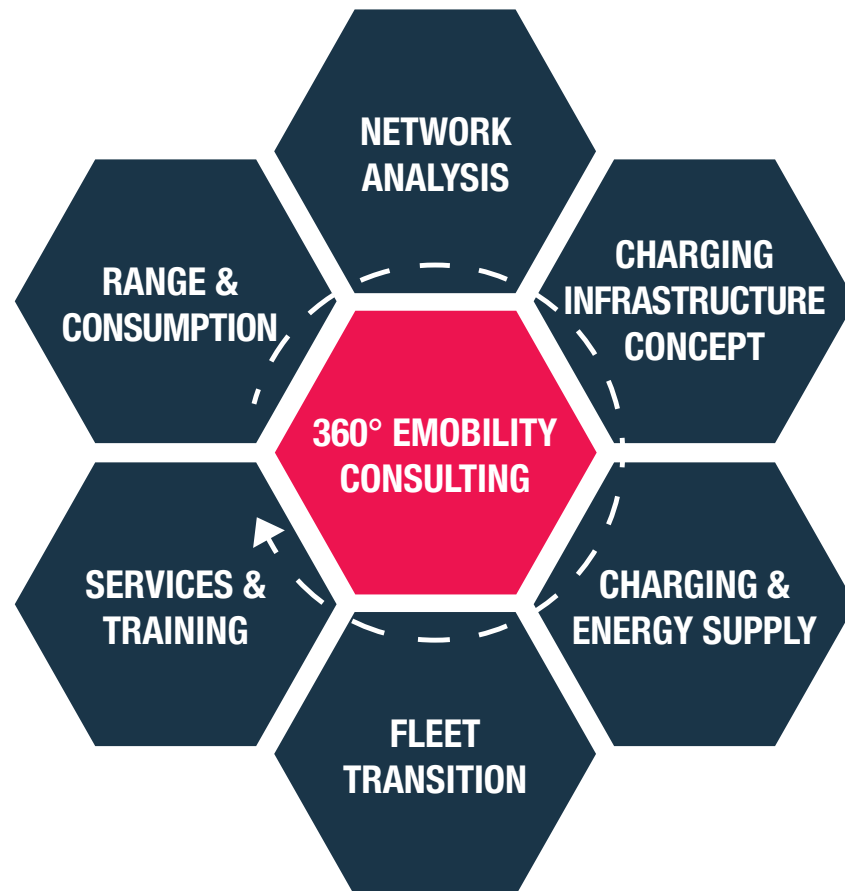 NETWORK
ANALYSIS
CHARGING
INFRASTRUCTURE
CONCEPT
RANGE &
CONSUMPTION
360° EMOBILITY
CONSULTING
SERVICES &
TRAINING
CHARGING &
ENERGY SUPPLY
FLEET
TRANSITION